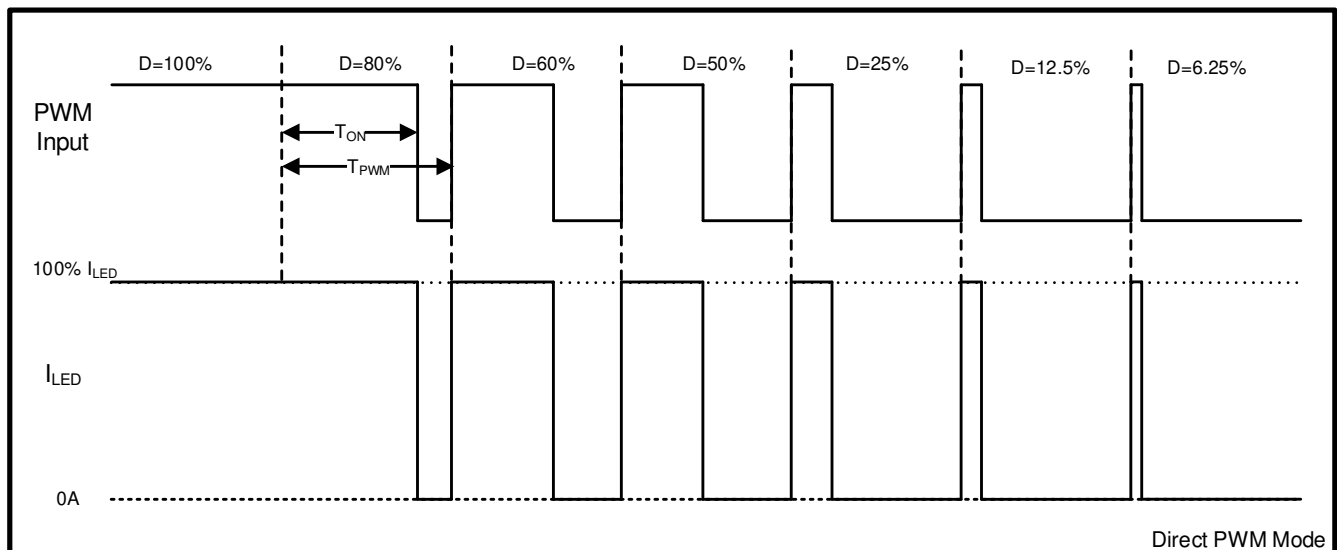 D=100% D=80% D=60% D=50% D=25% D=12.5% D=6.25%
PWM
Input
TON
TPWM
100% ILED
ILED
0A
Direct PWM Mode